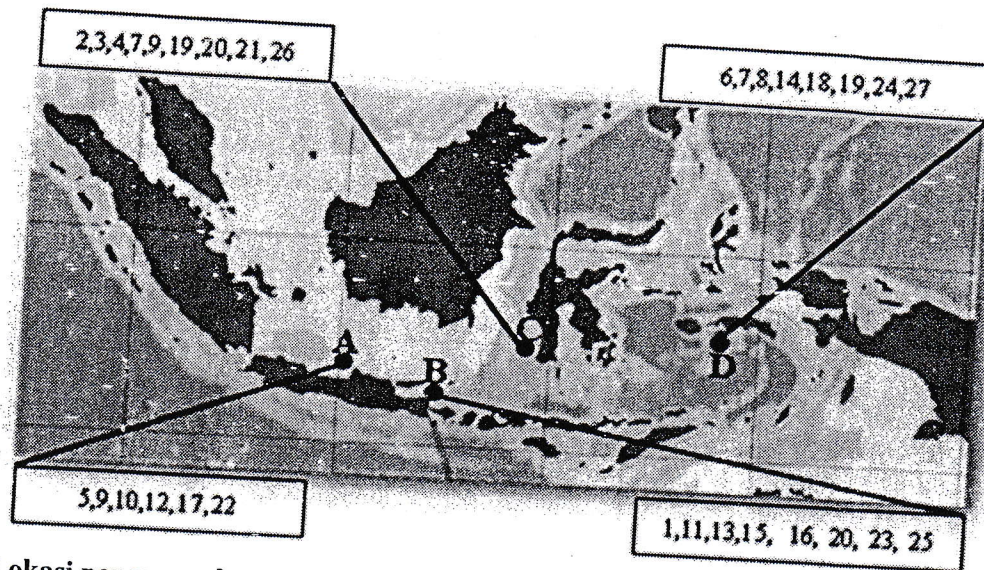 2,3,4,7,9,19,20,21,26
6,7,8,14,18,19,24,27
A
B
C
D
5,9,10,12,17,22
1,11,13,15, 16, 20, 23, 25